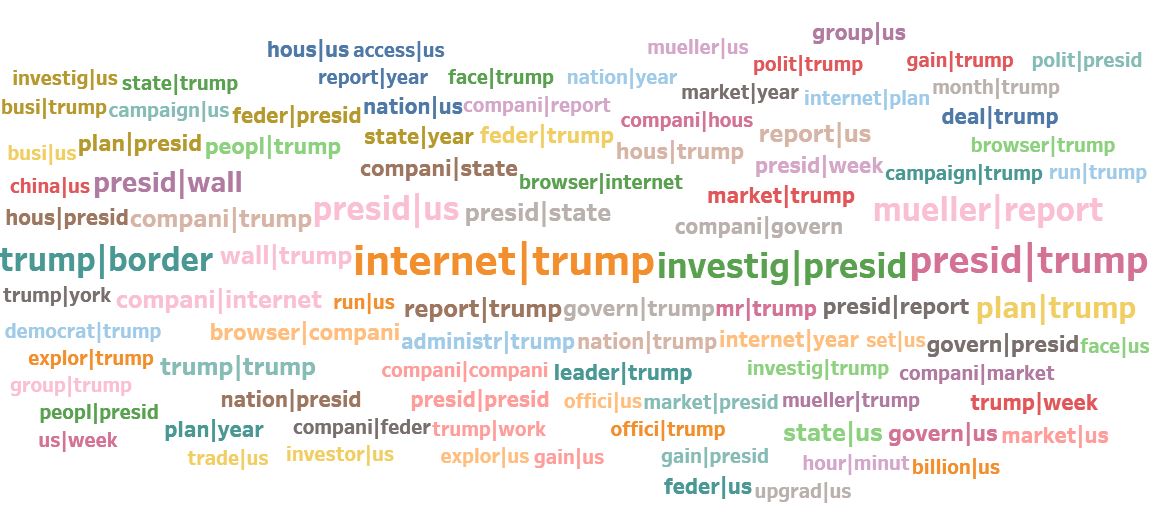 group|us
hous|us access|us mueller|us
polit|trump gain|trump polit|presid
investig|us state|trump report|year face|trump nation|year
market|year internet|plan month|trump
busi|trump campaign|us feder|presid nation|us compani|report
compani|hous deal|trump
plan|presid peopl|trump state|year feder|trump report|us
busi|us hous|trump browser|trump
compani|state presid|week campaign|trump run|trump
china|us presid|wall browser|internet market|trump
hous|presid compani|trump presid|us presid|state compani|govern mueller|report
trump|border wall|trump internet|trump investig|presid presid|trump
trump|york compani|internet run|us report|trump govern|trump mr|trump presid|report plan|trump
democrat|trump browser|compani administr|trump nation|trump internet|year set|us govern|presid face|us
explor|trump trump|trump compani|compani leader|trump investig|trump compani|market
group|trump nation|presid presid|presid offici|us market|presid mueller|trump trump|week
peopl|presid
us|week plan|year compani|feder trump|work offici|trump state|us govern|us market|us
trade|us investor|us explor|us gain|us gain|presid hour|minut billion|us
feder|us upgrad|us